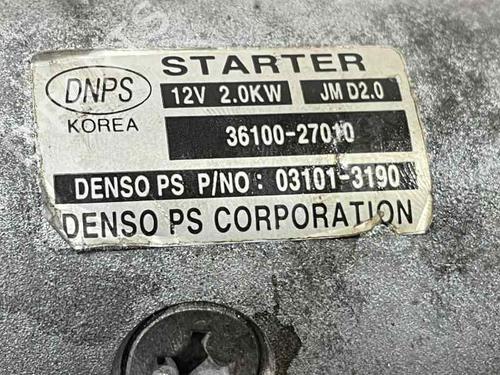 STARTER
DNPS
12V 2.0KW JM D2.0
KOREA
36100-27010
DENSO PS P/NO : 03101-3190
DENSO PS CORPORATION